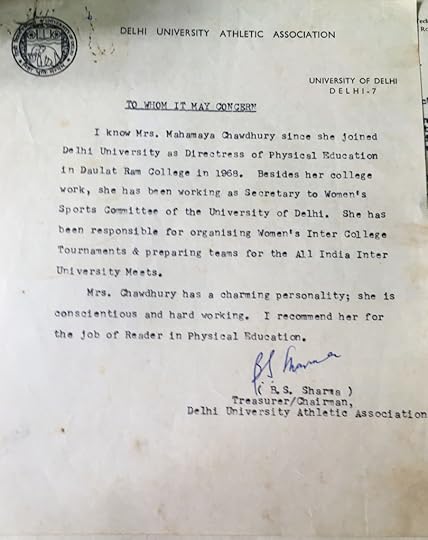 DELHI UNIVERSITY ATHLETIC ASSOCIATION
UNIVERSITY OF DELHI
DELHI-7
TO WHOM IT MAY CONCERN
I know Mrs. Mahamaya Chawdhury since she joined
Delhi University as Directress of Physical Education
in Daulat Ram College in 1968. Besides her college
work, she has been working as Secretary to Women's
Sports Committee of the University of Delhi. She has
been responsible for organising Women's Inter College
Tournaments & preparing teams for the All India Inter
University Meets.
Mrs. Chawdhury has a charming personality; she is
conscientious and hard working. I recommend her for
the job of Reader in Physical Education.
BS Sharma
( B.S. Sharma )
Treasurer/Chairman,
Delhi University Athletic Association